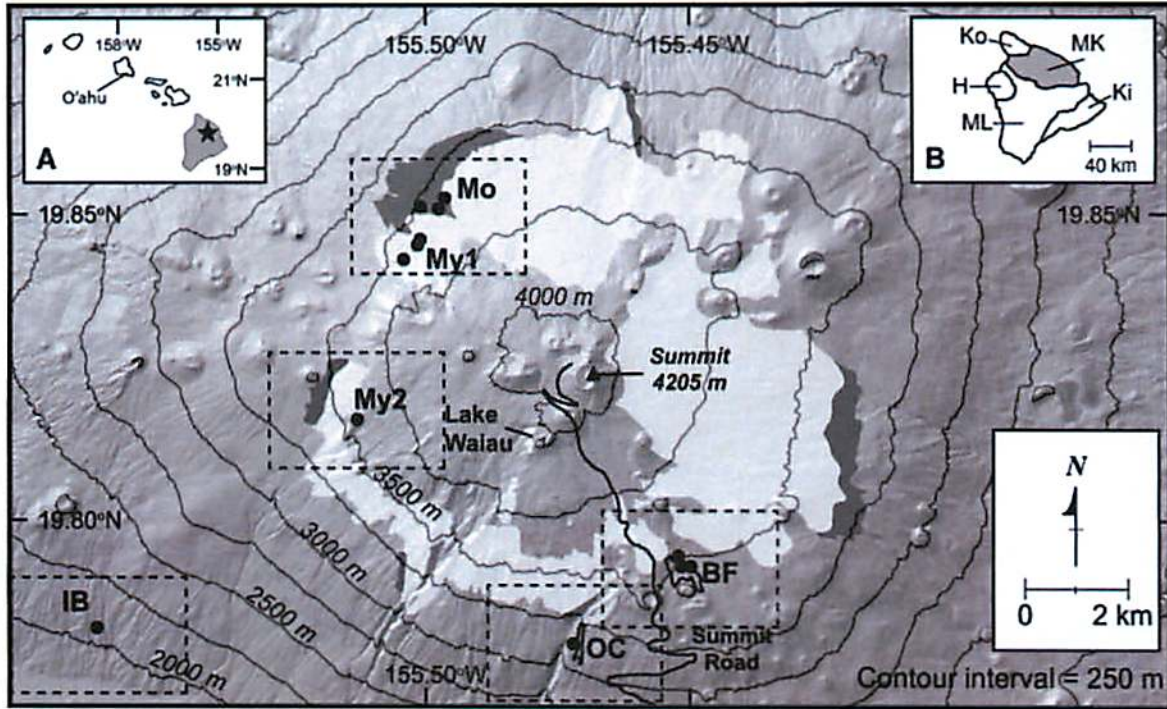 158°W 155°W
21°N
O'ahu
19°N
A
155.50°W 155.45°W
Ko MK
H Ki
ML
B 40 km
Mo
19.85°N 19.85°N
My1
4000 m
Summit
4205 m
My2
Lake
Waiau
3500 m
19.80°N
3000 m
N
BF
IB
2500 m
0 2 km
OC
Summit
Road
2000 m
155.50°W
Contour interval = 250 m